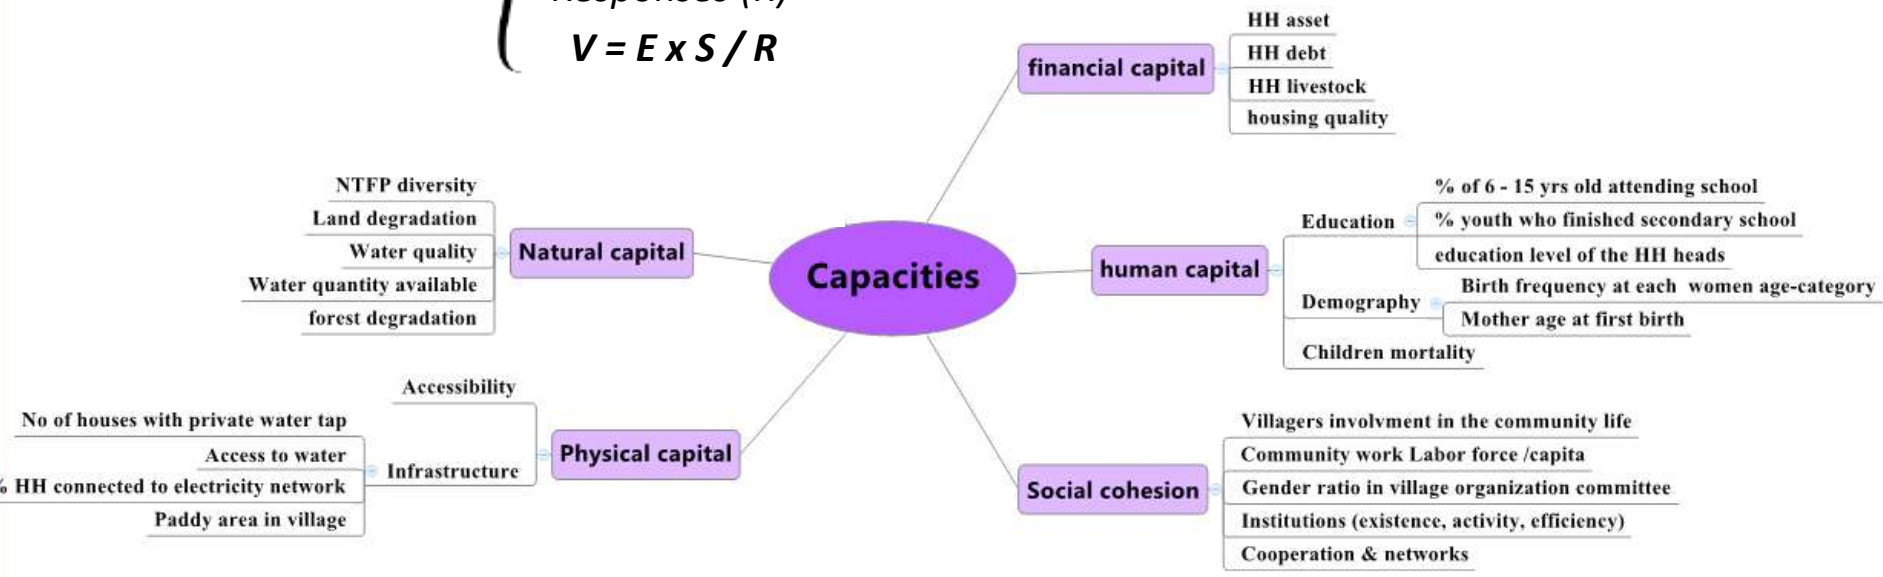 Responses (R)
V = E x S / R
HH asset
HH debt
financial capital
HH livestock
housing quality
NTFP diversity
Land degradation
Water quality
Natural capital
Water quantity available
forest degradation
Capacities
% of 6 - 15 yrs old attending school
Education
% youth who finished secondary school
education level of the HH heads
human capital
Birth frequency at each women age-category
Demography
Mother age at first birth
Children mortality
Accessibility
No of houses with private water tap
Physical capital
Access to water
Infrastructure
% HH connected to electricity network
Paddy area in village
Villagers involvment in the community life
Community work Labor force /capita
Social cohesion
Gender ratio in village organization committee
Institutions (existence, activity, efficiency)
Cooperation & networks